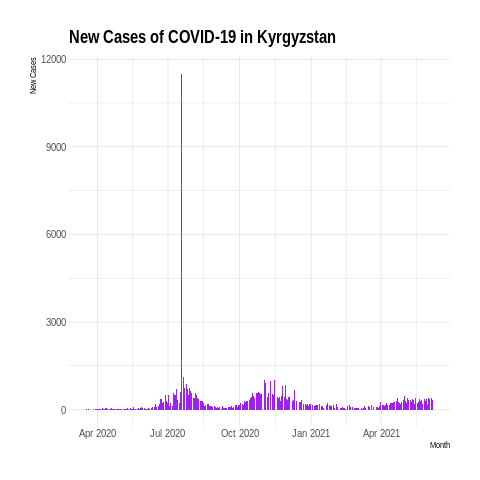 New Cases of COVID-19 in Kyrgyzstan
New Cases
12000
9000
6000
3000
0
Apr 2020 Jul 2020 Oct 2020 Jan 2021 Apr 2021
Month